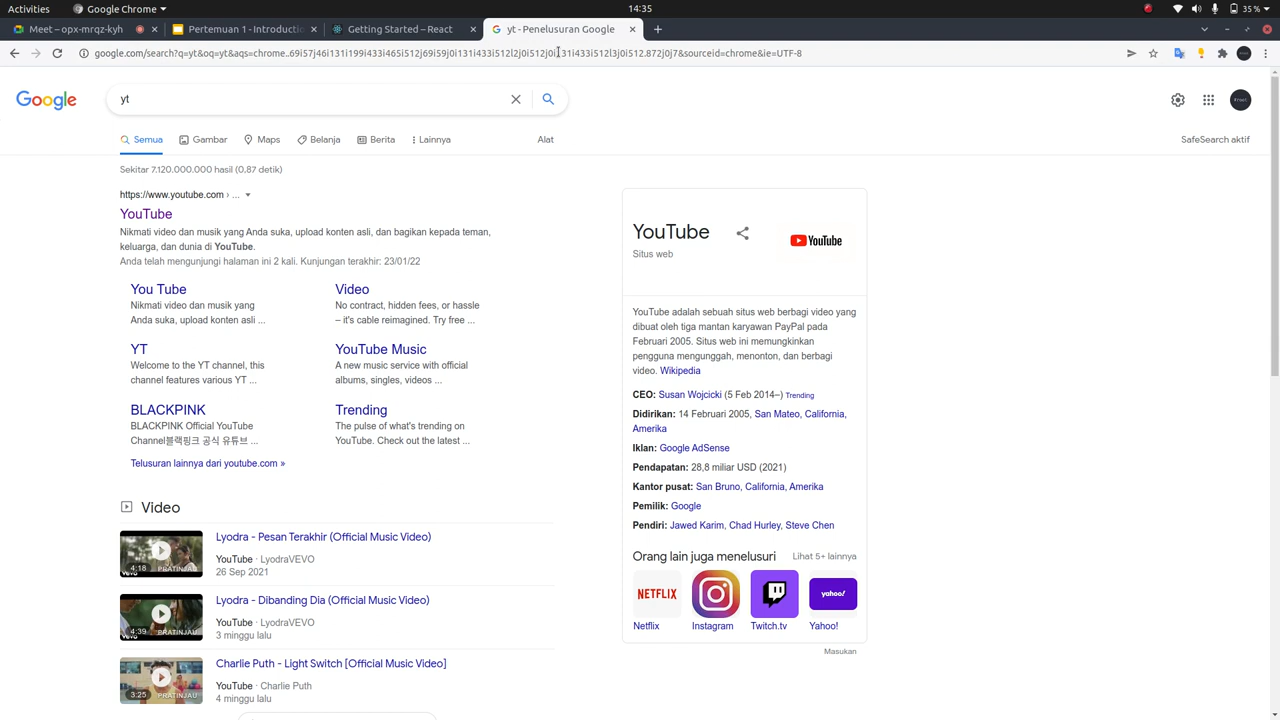 Activities
Google Chrome
14:35
35 %
Meet – opx-mrqz-kyh
Pertemuan 1 - Introduction
Getting Started – React
yt - Penelusuran Google
google.com/search?q=yt&oq=yt&aqs=chrome..69i57j46i131i199i433i465i512j69i59j0i131i433i512l2j0i512j0i131i433i512l3j0i512.872j0j7&sourceid=chrome&ie=UTF-8
Google
yt
Semua
Gambar
Maps
Belanja
Berita
Lainnya
Alat
SafeSearch aktif
Sekitar 7.120.000.000 hasil (0,87 detik)
https://www.youtube.com › ...
YouTube
Nikmati video dan musik yang Anda suka, upload konten asli, dan bagikan kepada teman,
keluarga, dan dunia di YouTube.
Anda telah mengunjungi halaman ini 2 kali. Kunjungan terakhir: 23/01/22
You Tube
Nikmati video dan musik yang
Anda suka, upload konten asli ...
Video
No contract, hidden fees, or hassle
– it's cable reimagined. Try free ...
YT
Welcome to the YT channel, this
channel features various YT ...
YouTube Music
A new music service with official
albums, singles, videos ...
BLACKPINK
BLACKPINK Official YouTube
Channel블랙핑크 공식 유튜브 ...
Trending
The pulse of what's trending on
YouTube. Check out the latest ...
Telusuran lainnya dari youtube.com »
Video
4:18
PRATINJAU
vevo
Lyodra - Pesan Terakhir (Official Music Video)
YouTube · LyodraVEVO
26 Sep 2021
4:39
PRATINJAU
Lyodra - Dibanding Dia (Official Music Video)
YouTube · LyodraVEVO
3 minggu lalu
3:25
PRATINJAU
Charlie Puth - Light Switch [Official Music Video]
YouTube · Charlie Puth
4 minggu lalu
YouTube
Situs web
YouTube
YouTube adalah sebuah situs web berbagi video yang
dibuat oleh tiga mantan karyawan PayPal pada
Februari 2005. Situs web ini memungkinkan
pengguna mengunggah, menonton, dan berbagi
video. Wikipedia
CEO: Susan Wojcicki (5 Feb 2014–) Trending
Didirikan: 14 Februari 2005, San Mateo, California,
Amerika
Iklan: Google AdSense
Pendapatan: 28,8 miliar USD (2021)
Kantor pusat: San Bruno, California, Amerika
Pemilik: Google
Pendiri: Jawed Karim, Chad Hurley, Steve Chen
Orang lain juga menelusuri
Lihat 5+ lainnya
NETFLIX
yahoo!
Netflix
Instagram
Twitch.tv
Yahoo!
Masukan